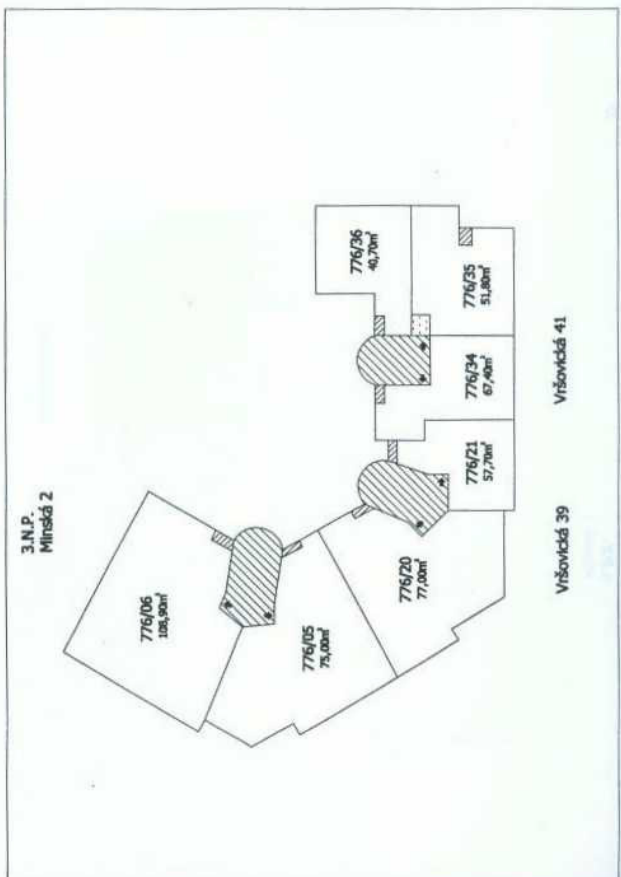 3.N.P.
Minská 2
776/06
108,90m²
776/05
75,00m²
776/20
77,00m²
776/21
57,70m²
776/34
67,40m²
776/35
51,80m²
776/36
40,70m²
Vršovická 39
Vršovická 41